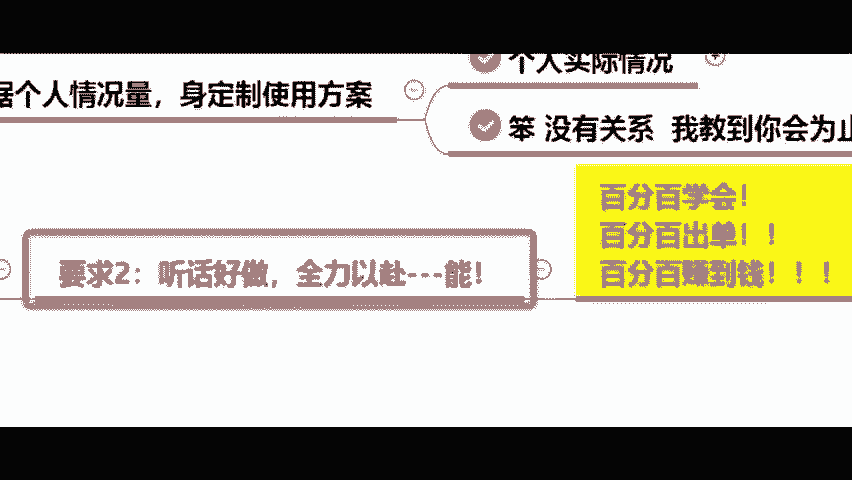 个人实际情况
据个人情况量，身定制使用方案
笨 没有关系 我教到你会为止
百分百学会！
百分百出单！！
百分百赚到钱！！！
要求2：听话好做，全力以赴---能！